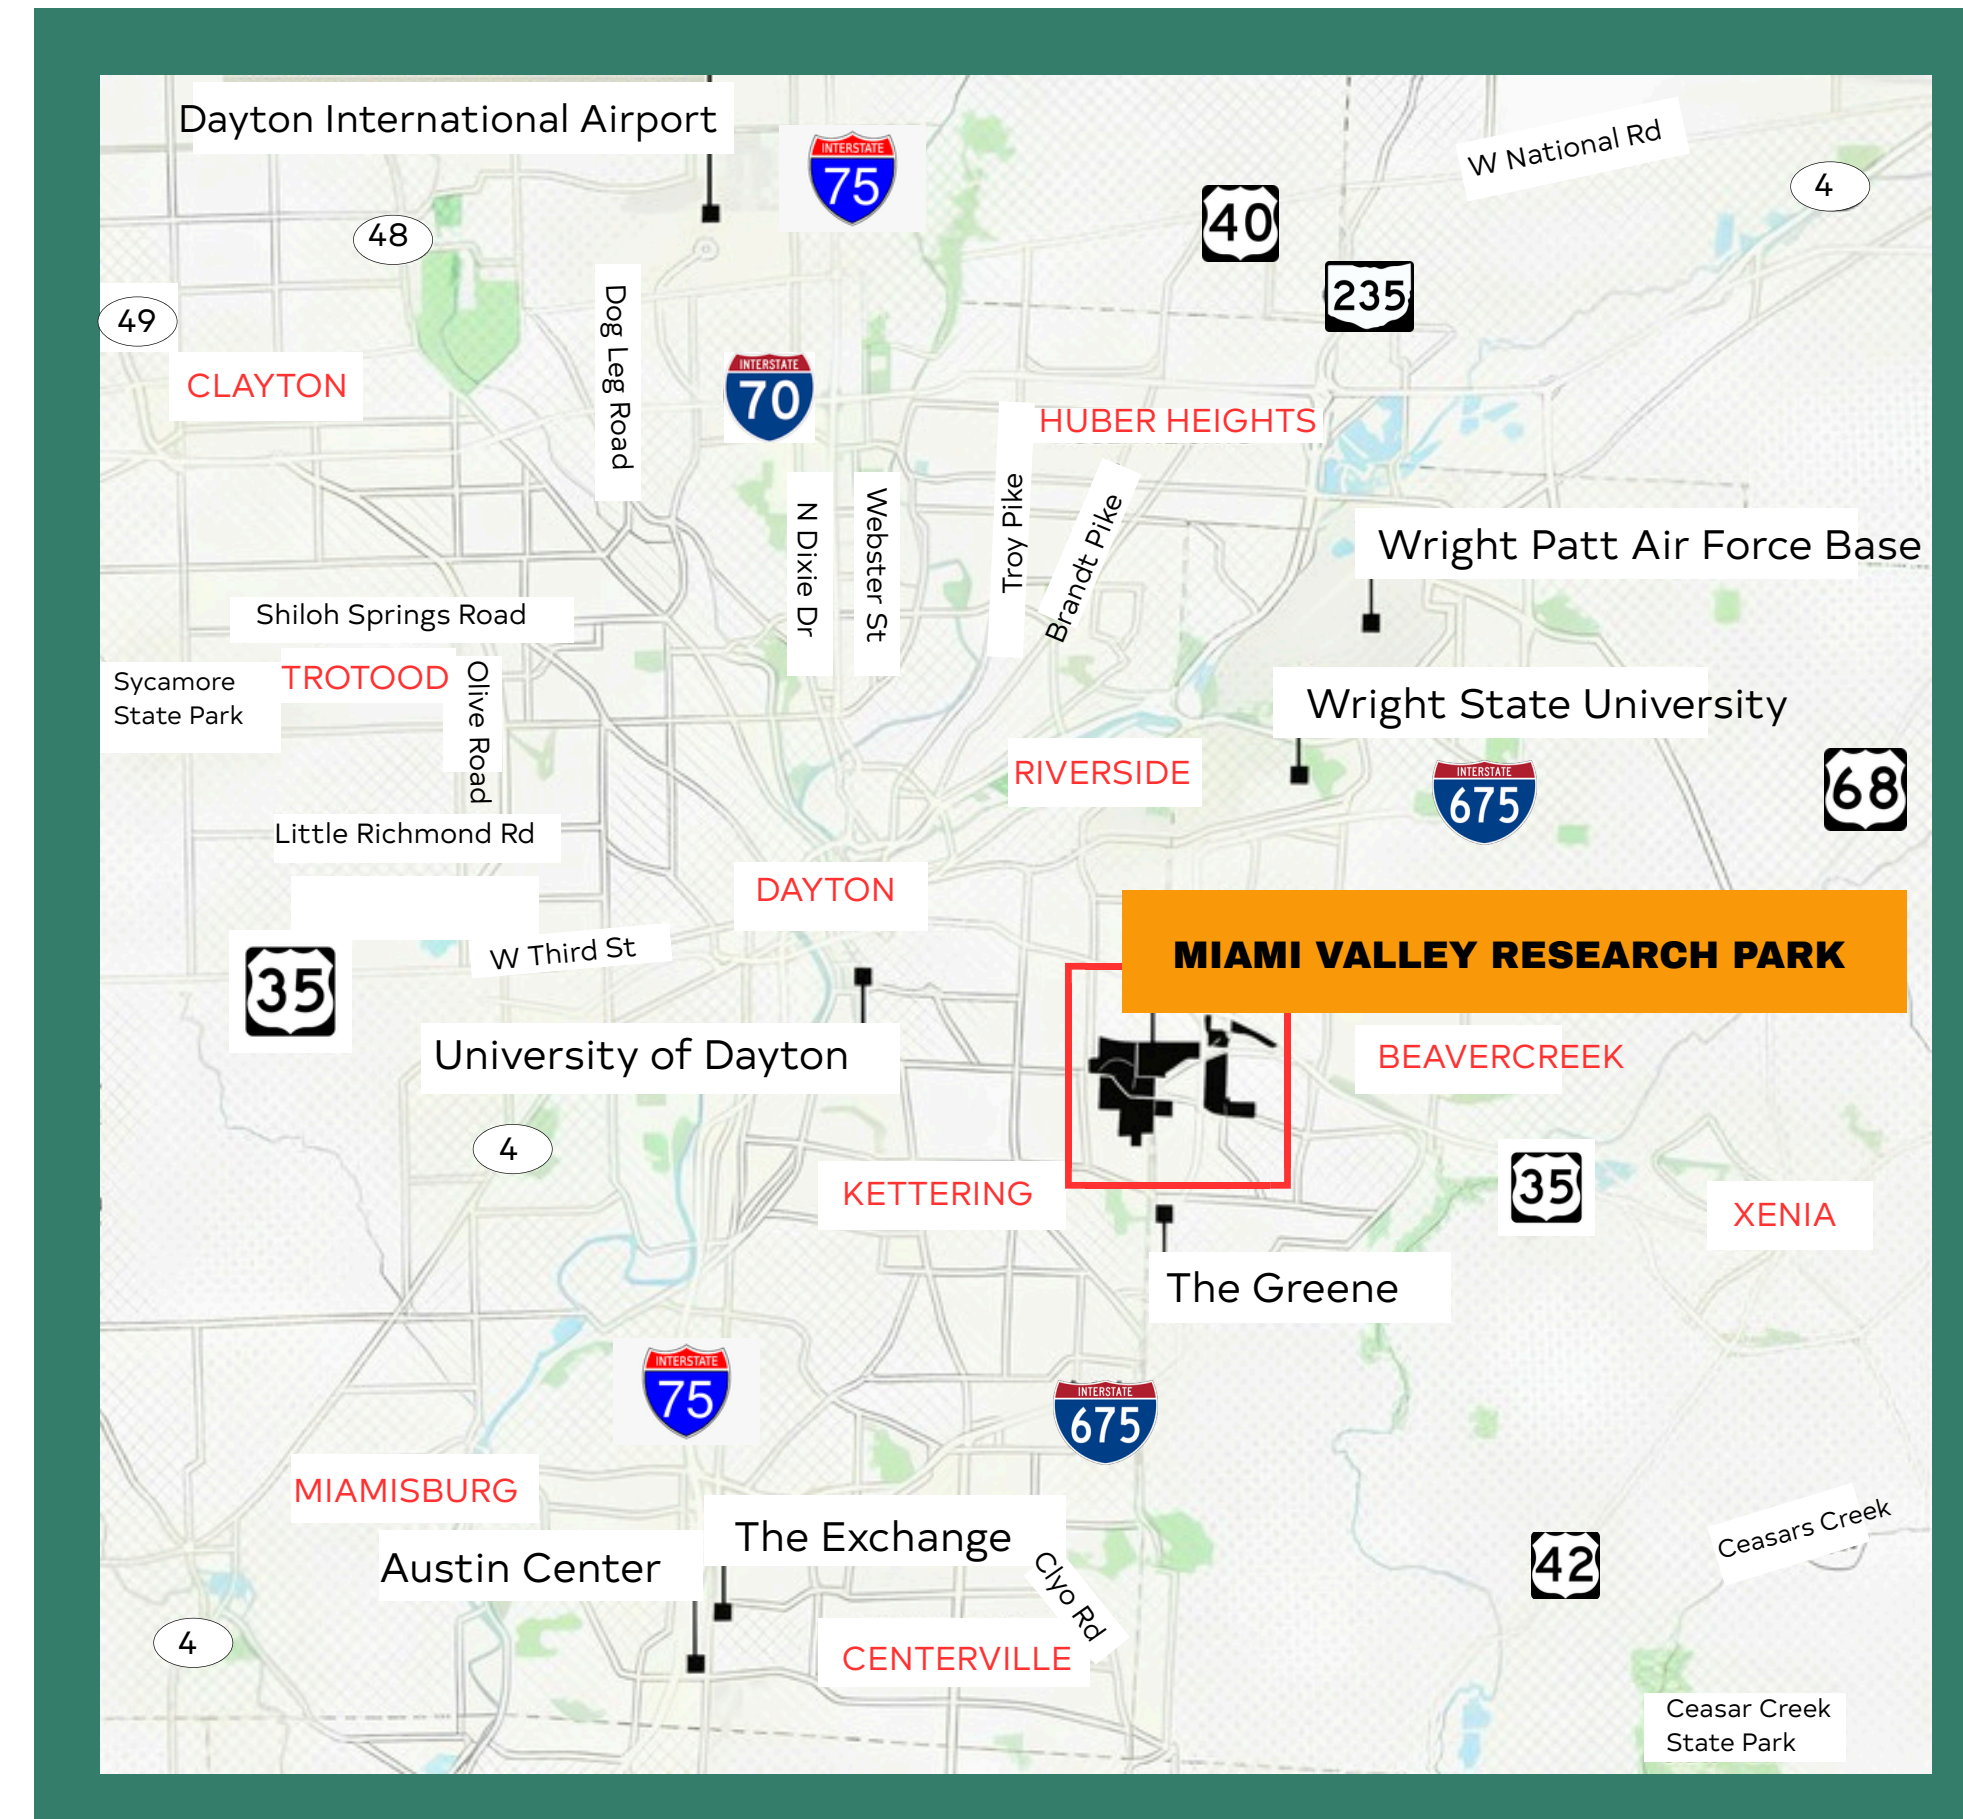 Dayton International Airport
INTERSTATE
75
W National Rd
4
40
48
235
49
Dog Leg Road
INTERSTATE
70
CLAYTON
HUBER HEIGHTS
N Dixie Dr
Webster St
Troy Pike
Brandt Pike
Wright Patt Air Force Base
Shiloh Springs Road
Sycamore
State Park
TROTOOD
Olive Road
Wright State University
RIVERSIDE
INTERSTATE
675
68
Little Richmond Rd
DAYTON
MIAMI VALLEY RESEARCH PARK
W Third St
35
University of Dayton
BEAVERCREEK
4
KETTERING
35
XENIA
The Greene
INTERSTATE
75
INTERSTATE
675
MIAMISBURG
The Exchange
Austin Center
Clyo Rd
42
Ceasars Creek
4
CENTERVILLE
Ceasar Creek
State Park